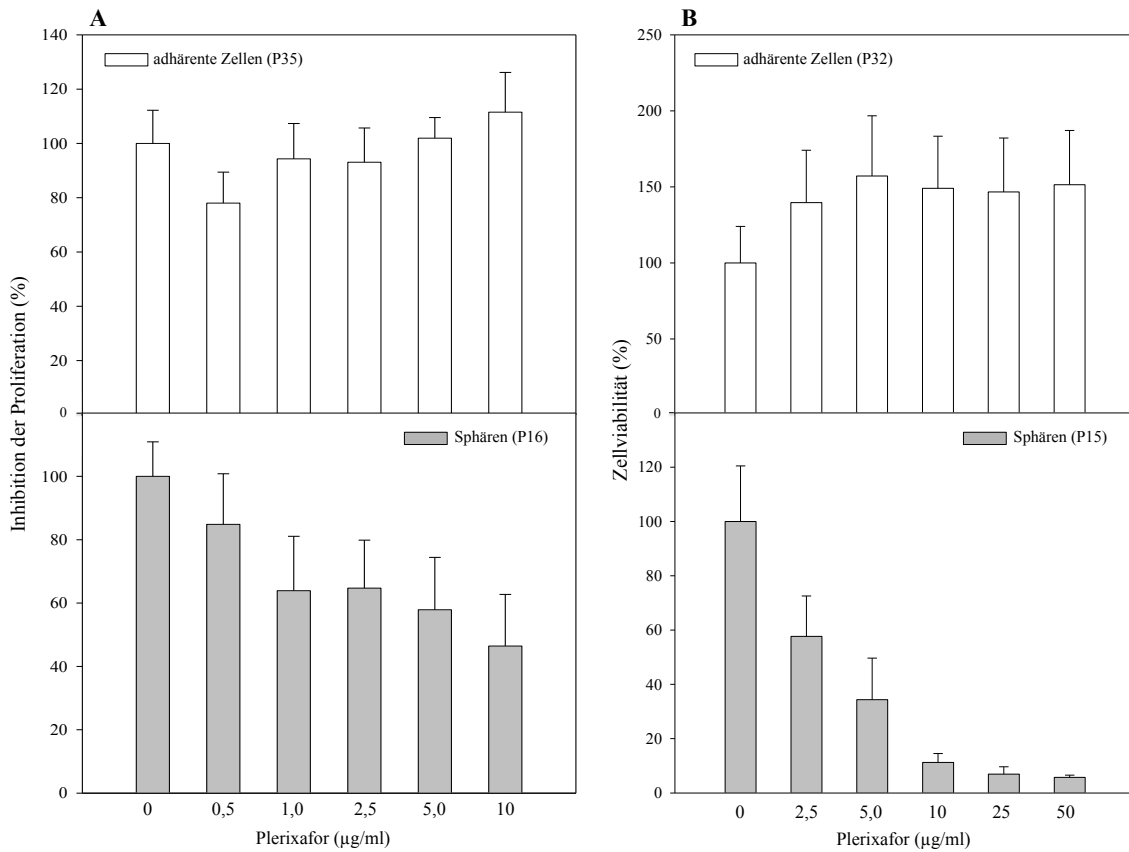 A
Inhibition der Proliferation (%)
140
120
100
80
60
40
20
0
adhärente Zellen (P35)
100
80
60
40
20
0
Sphären (P16)
0 0,5 1,0 2,5 5,0 10
Plerixafor (µg/ml)
B
Zellviabilität (%)
250
200
150
100
50
0
adhärente Zellen (P32)
120
100
80
60
40
20
0
Sphären (P15)
0 2,5 5,0 10 25 50
Plerixafor (µg/ml)